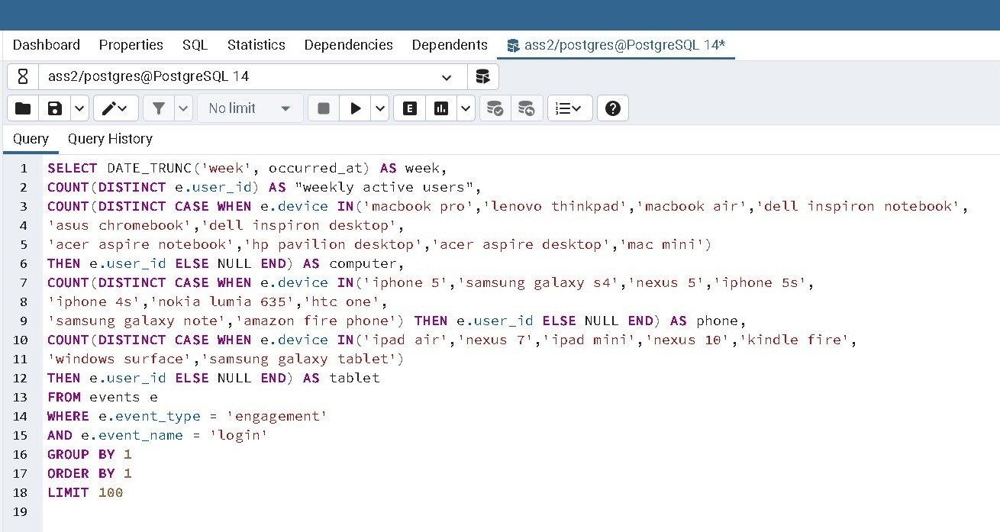 Dashboard Properties SQL Statistics Dependencies Dependents ass2/postgres@PostgreSQL 14*
ass2/postgres@PostgreSQL 14
No limit E ?
Query Query History
1 SELECT DATE_TRUNC('week', occurred_at) AS week,
2 COUNT(DISTINCT e.user_id) AS "weekly active users",
3 COUNT(DISTINCT CASE WHEN e.device IN('macbook pro','lenovo thinkpad','macbook air','dell inspiron notebook',
4 'asus chromebook','dell inspiron desktop',
5 'acer aspire notebook','hp pavilion desktop','acer aspire desktop','mac mini')
6 THEN e.user_id ELSE NULL END) AS computer,
7 COUNT(DISTINCT CASE WHEN e.device IN('iphone 5','samsung galaxy s4','nexus 5','iphone 5s',
8 'iphone 4s','nokia lumia 635','htc one',
9 'samsung galaxy note','amazon fire phone') THEN e.user_id ELSE NULL END) AS phone,
10 COUNT(DISTINCT CASE WHEN e.device IN('ipad air','nexus 7','ipad mini','nexus 10','kindle fire',
11 'windows surface','samsung galaxy tablet')
12 THEN e.user_id ELSE NULL END) AS tablet
13 FROM events e
14 WHERE e.event_type = 'engagement'
15 AND e.event_name = 'login'
16 GROUP BY 1
17 ORDER BY 1
18 LIMIT 100
19